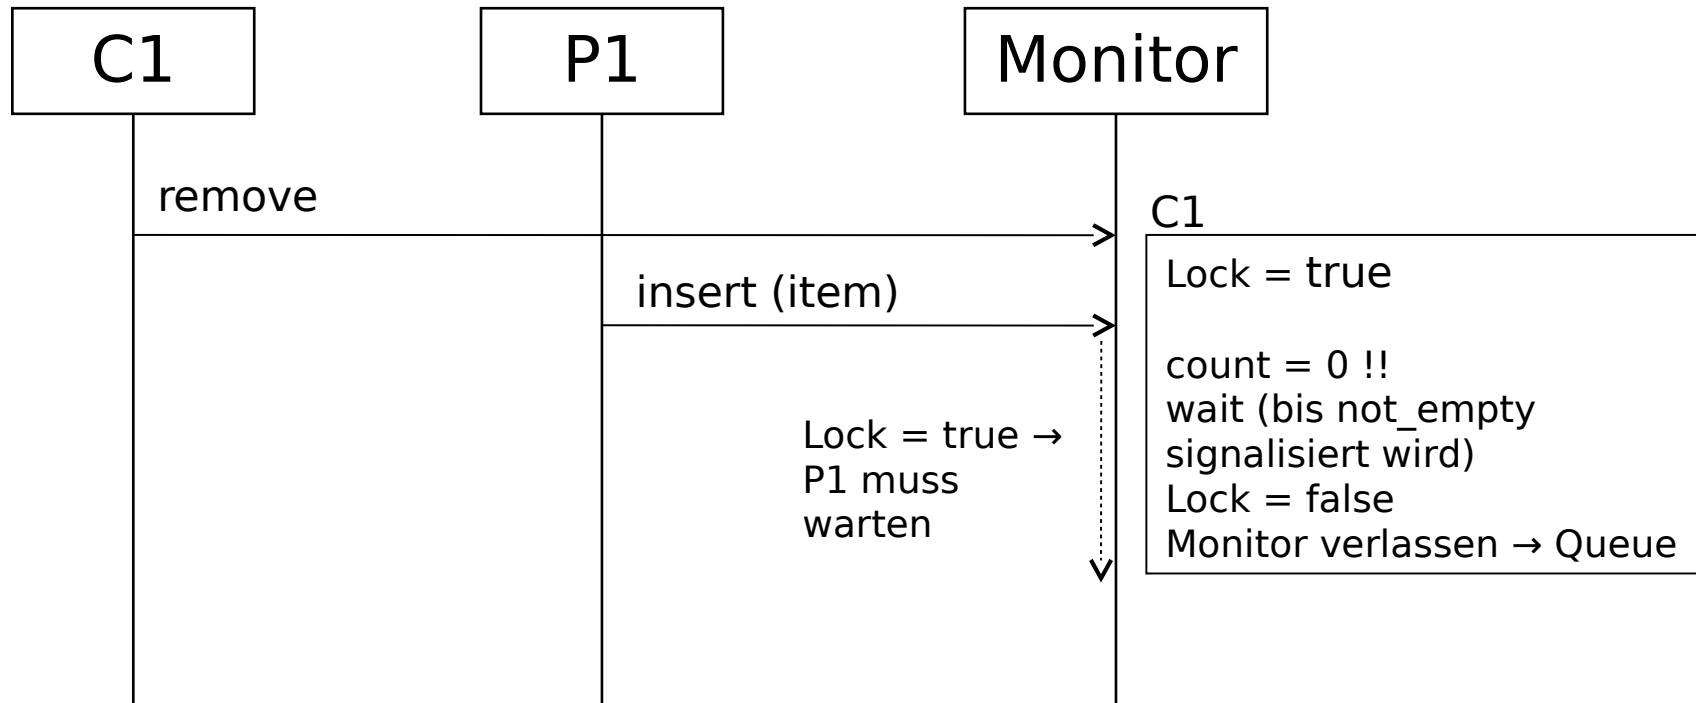 C1
P1
Monitor
remove
C1
Lock = true
insert (item)
count = 0 !!
wait (bis not_empty
signalisiert wird)
Lock = false
Monitor verlassen → Queue
Lock = true →
P1 muss
warten